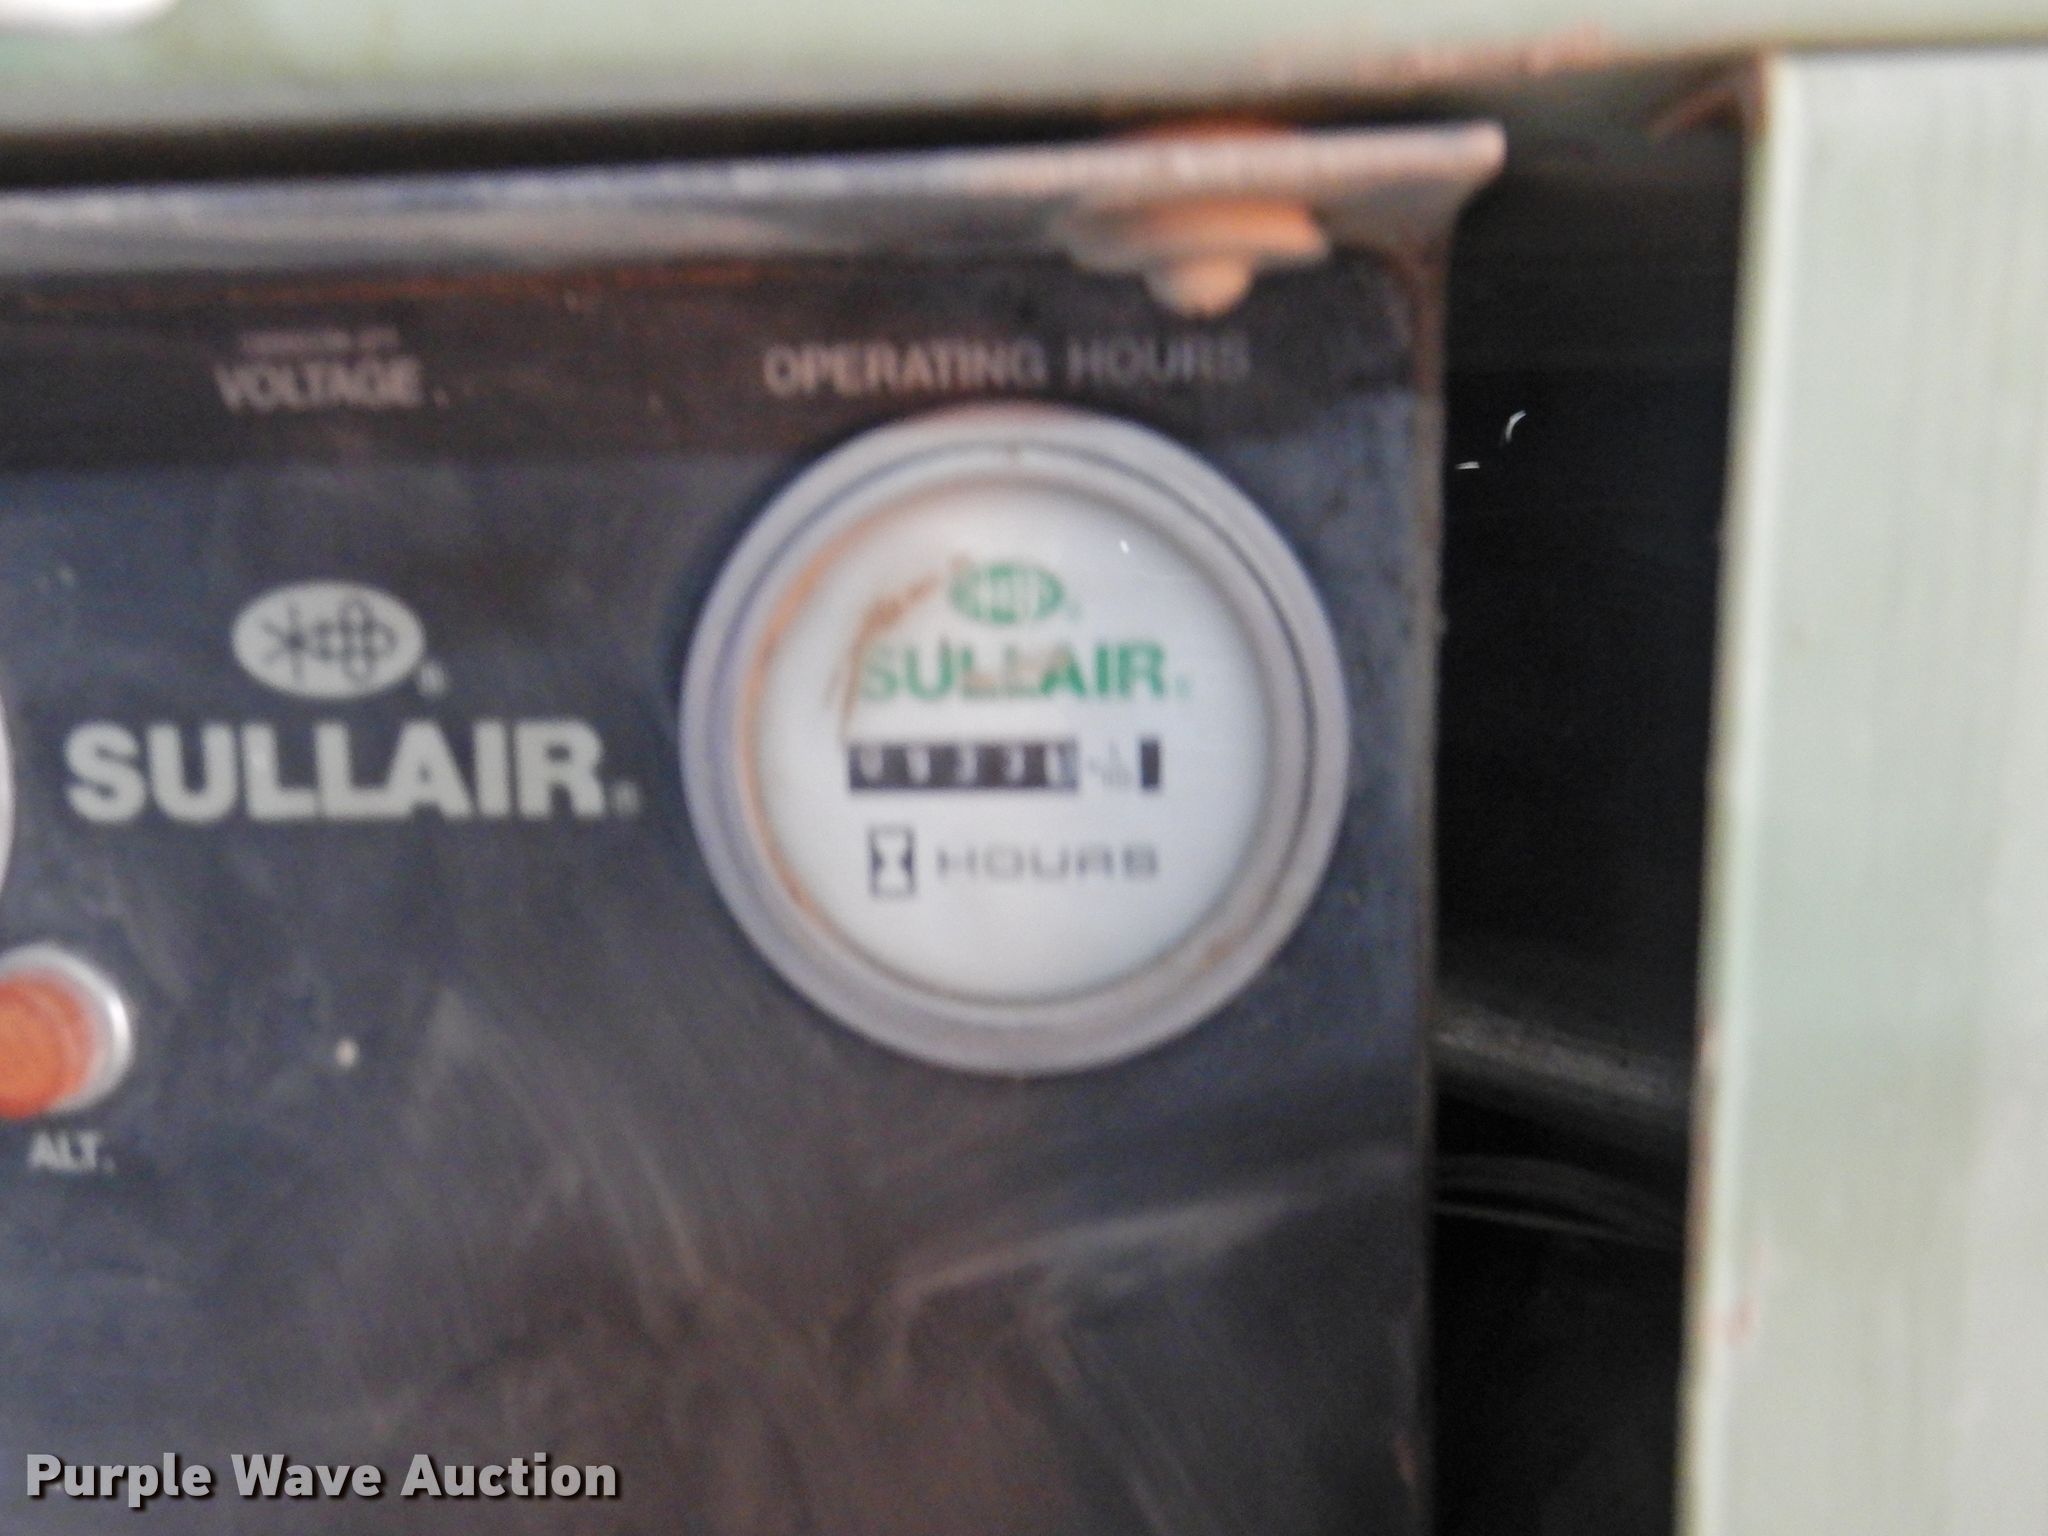 VOLTAGE
OPERATING HOURS
SULLAIR
SULLAIR
HOURS
ALT.
Purple Wave Auction